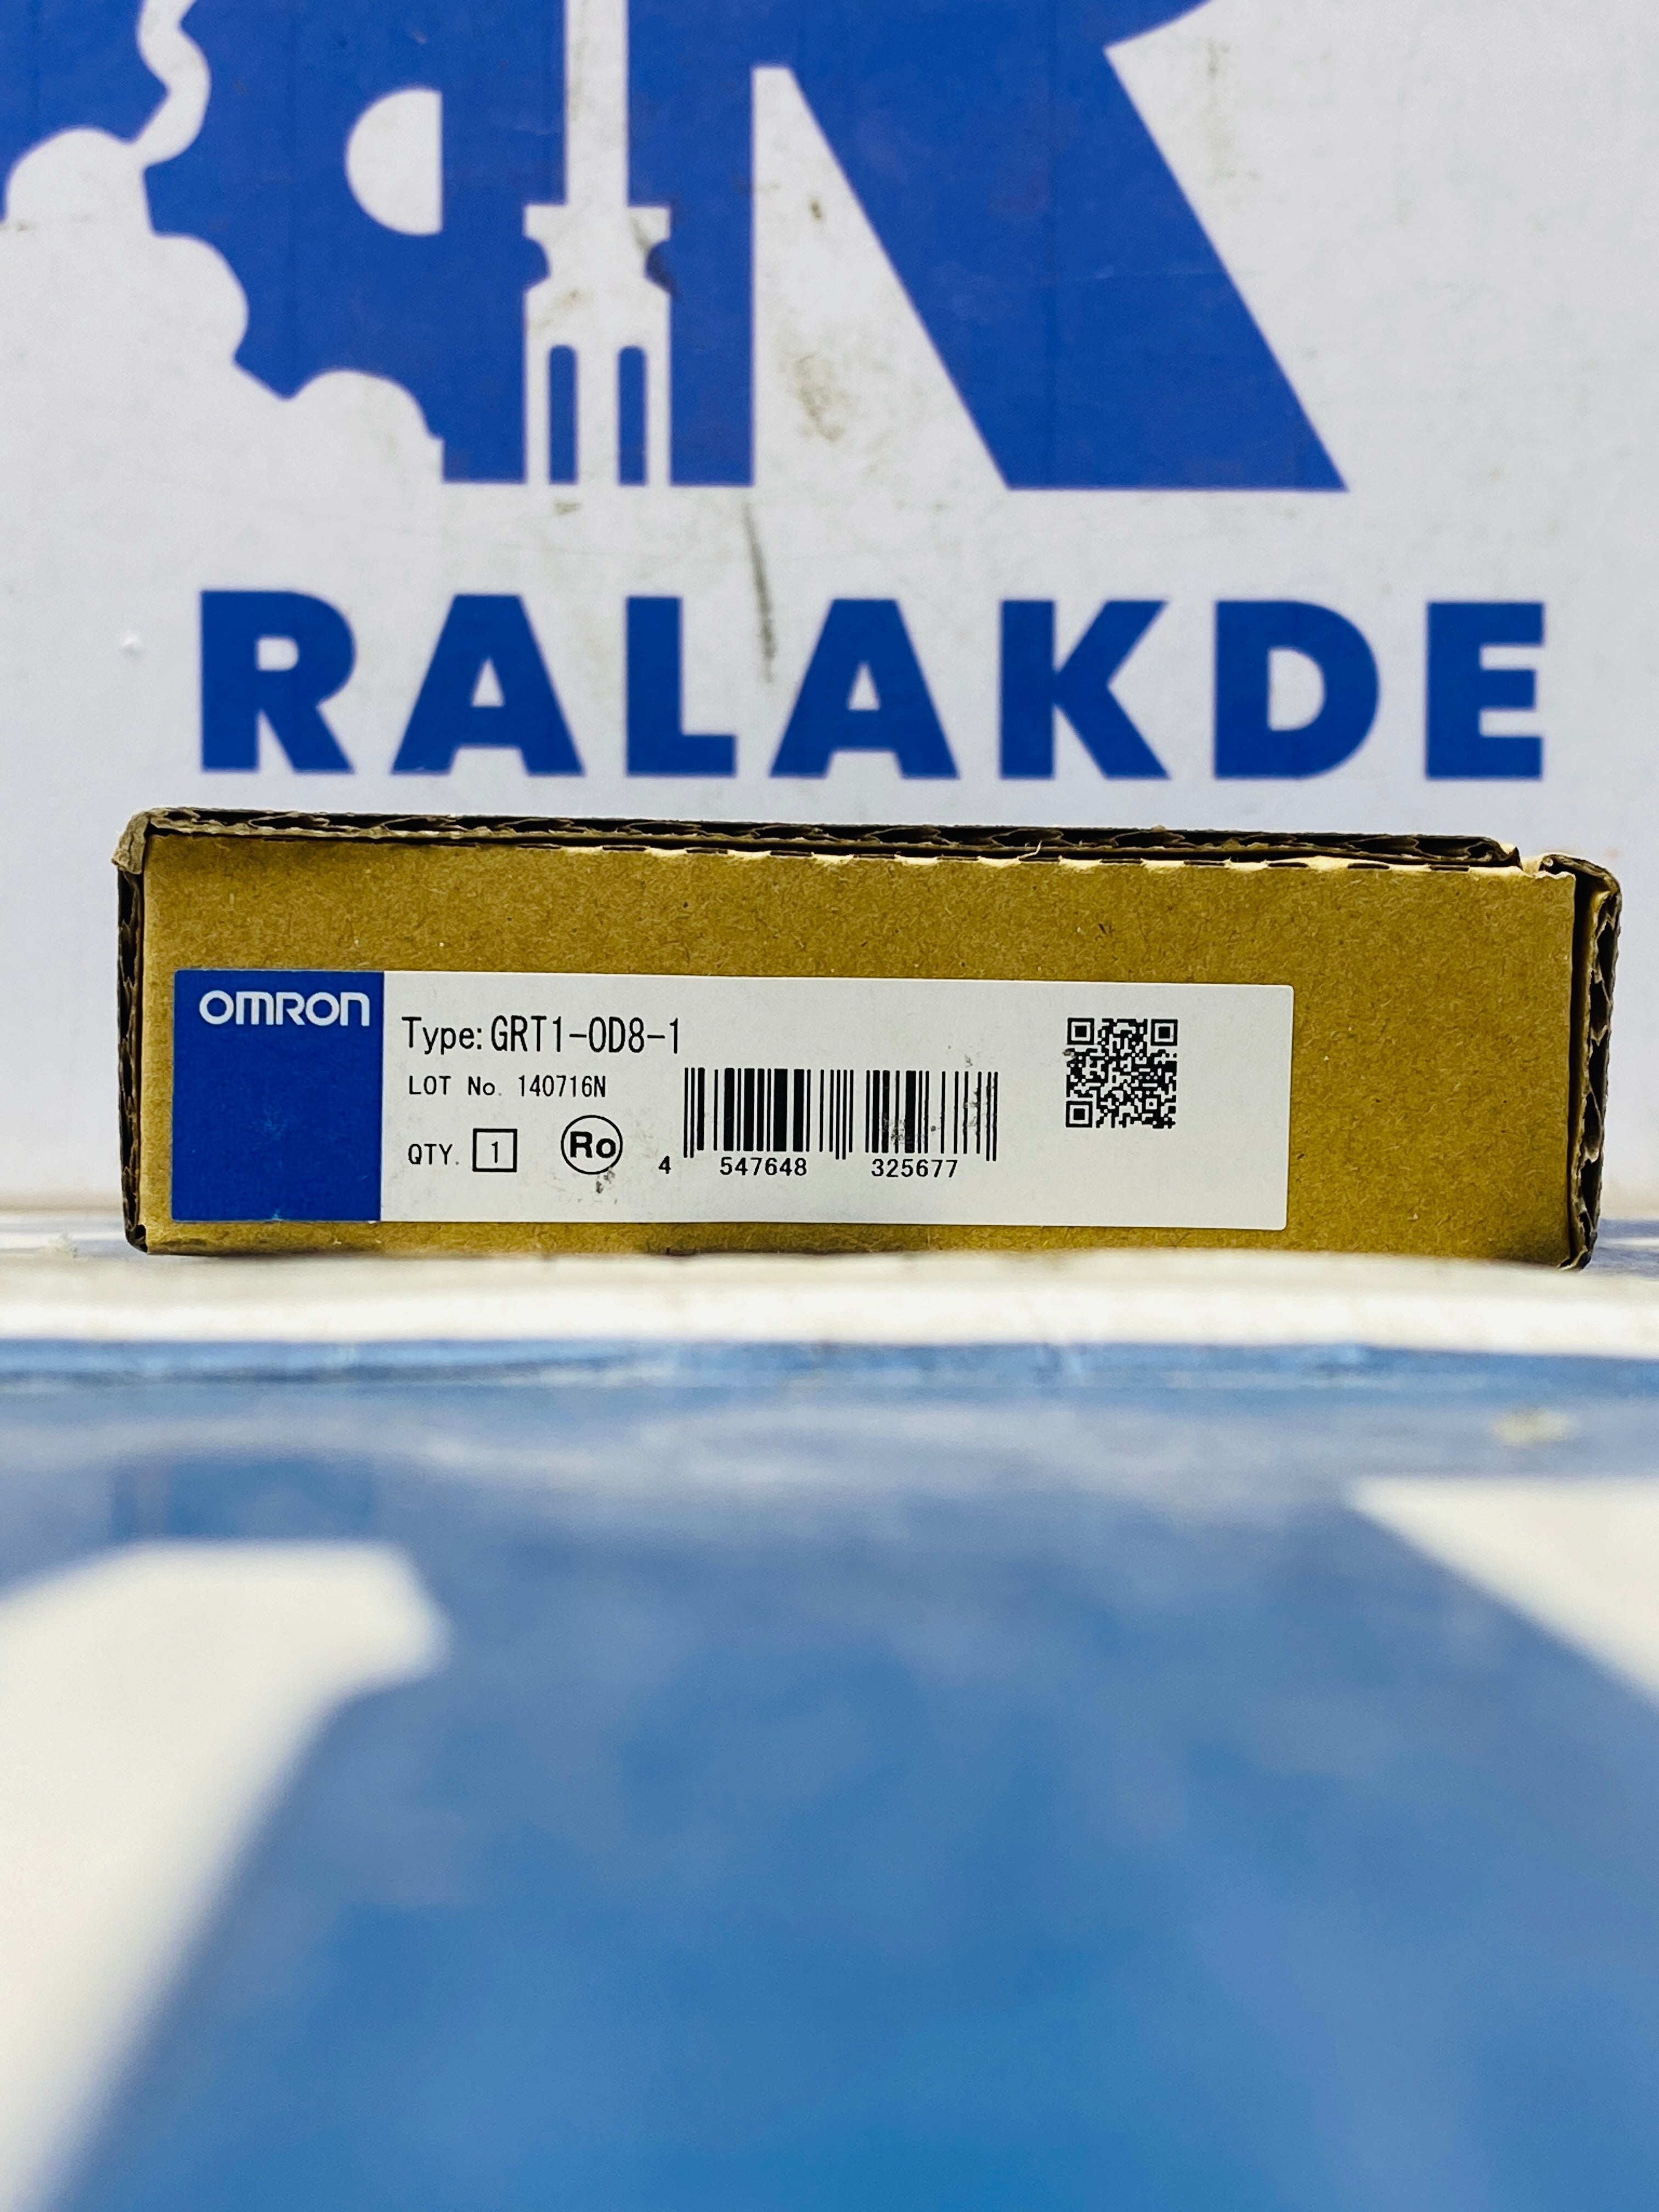 RALAKDE
OMRON
Type: GRT1-OD8-1
LOT No. 140716N
QTY. 1
Ro
4 547648 325677